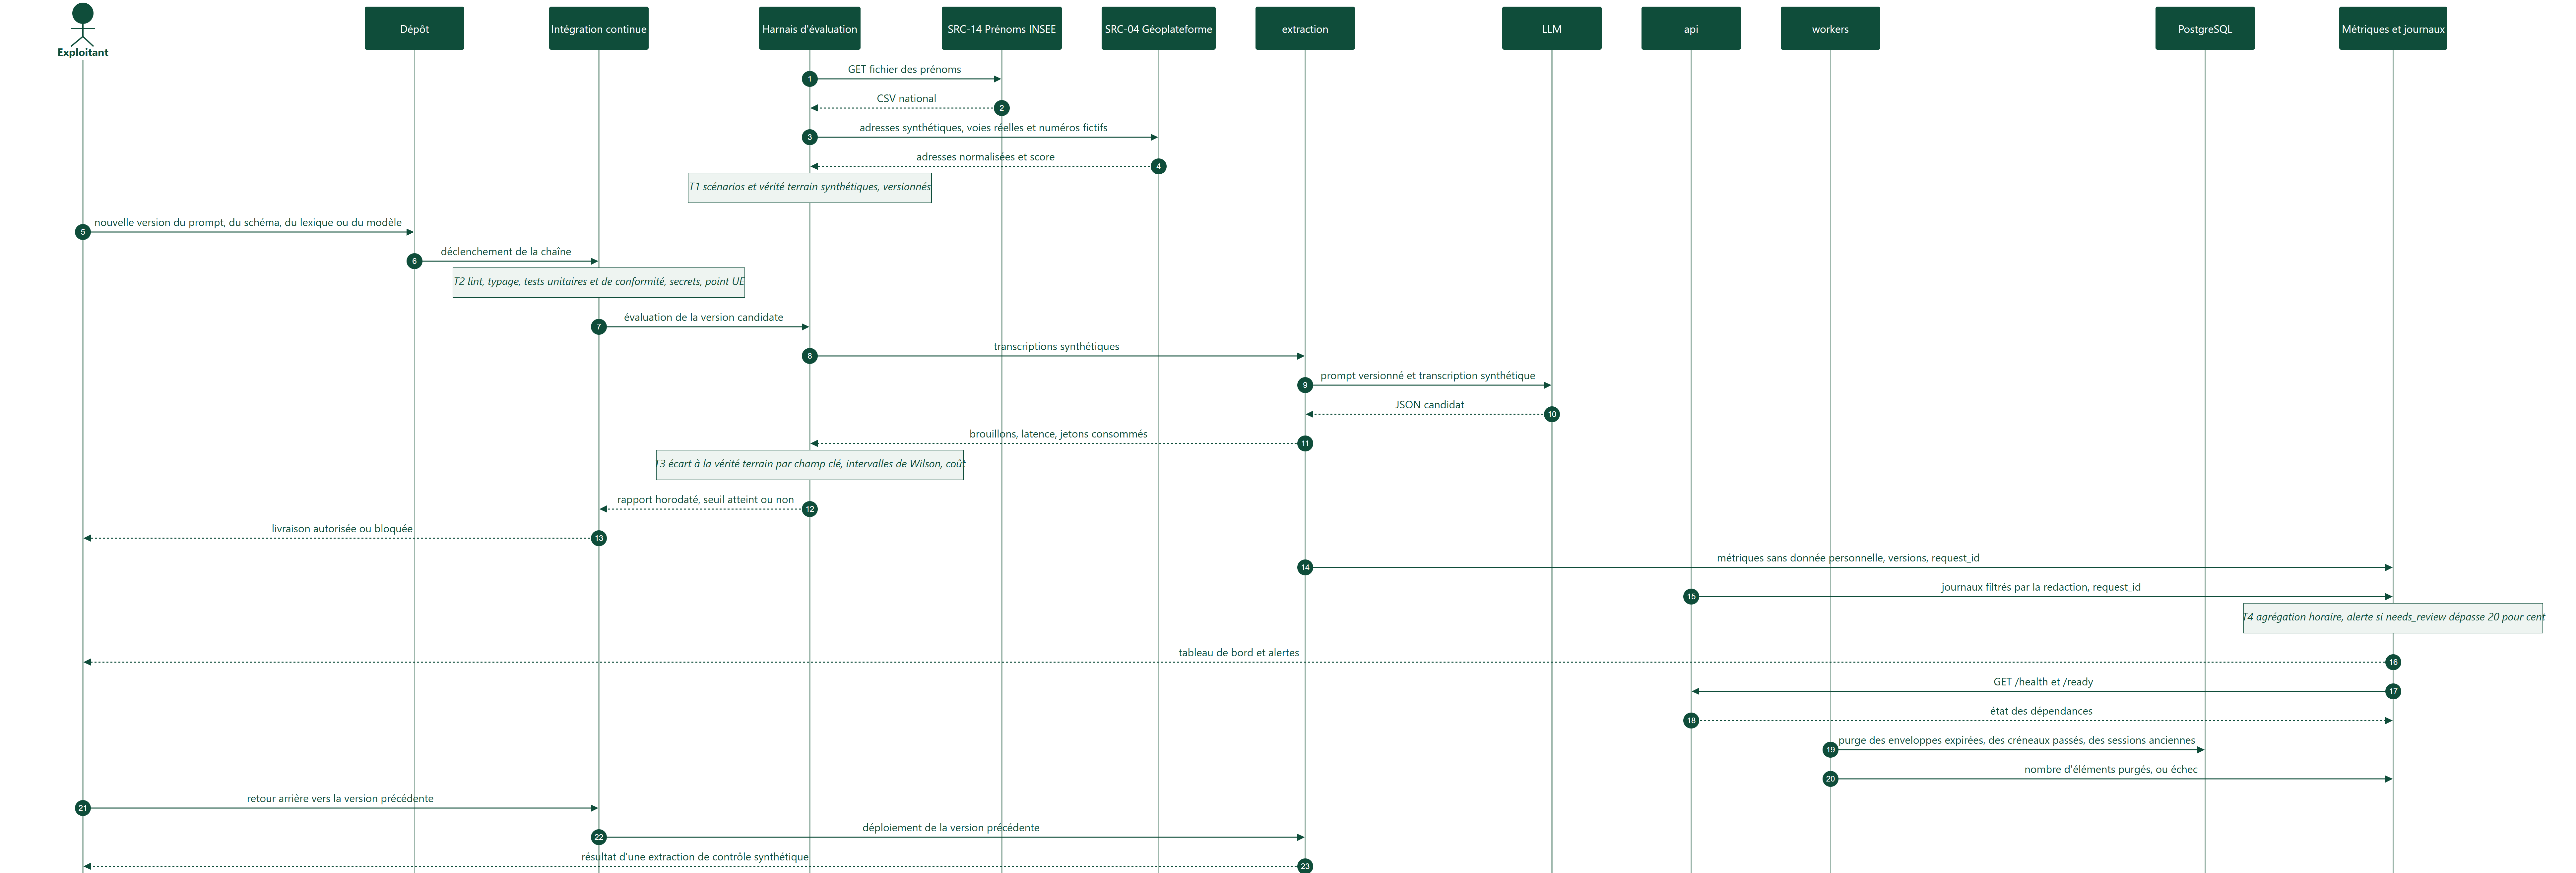 Exploitant
Dépôt
Intégration continue
Harnais d'évaluation
SRC-14 Prénoms INSEE
SRC-04 Géoplateforme
extraction
LLM
api
workers
PostgreSQL
Métriques et journaux
1 GET fichier des prénoms
CSV national 2
3 adresses synthétiques, voies réelles et numéros fictifs
adresses normalisées et score 4
T1 scénarios et vérité terrain synthétiques, versionnés
5 nouvelle version du prompt, du schéma, du lexique ou du modèle
6 déclenchement de la chaîne
T2 lint, typage, tests unitaires et de conformité, secrets, point UE
7 évaluation de la version candidate
8 transcriptions synthétiques
9 prompt versionné et transcription synthétique
JSON candidat 10
brouillons, latence, jetons consommés 11
T3 écart à la vérité terrain par champ clé, intervalles de Wilson, coût
rapport horodaté, seuil atteint ou non 12
livraison autorisée ou bloquée 13
14 métriques sans donnée personnelle, versions, request_id
15 journaux filtrés par la redaction, request_id
T4 agrégation horaire, alerte si needs_review dépasse 20 pour cent
tableau de bord et alertes 16
GET /health et /ready 17
18 état des dépendances
19 purge des enveloppes expirées, des créneaux passés, des sessions anciennes
20 nombre d'éléments purgés, ou échec
21 retour arrière vers la version précédente
22 déploiement de la version précédente
résultat d'une extraction de contrôle synthétique 23